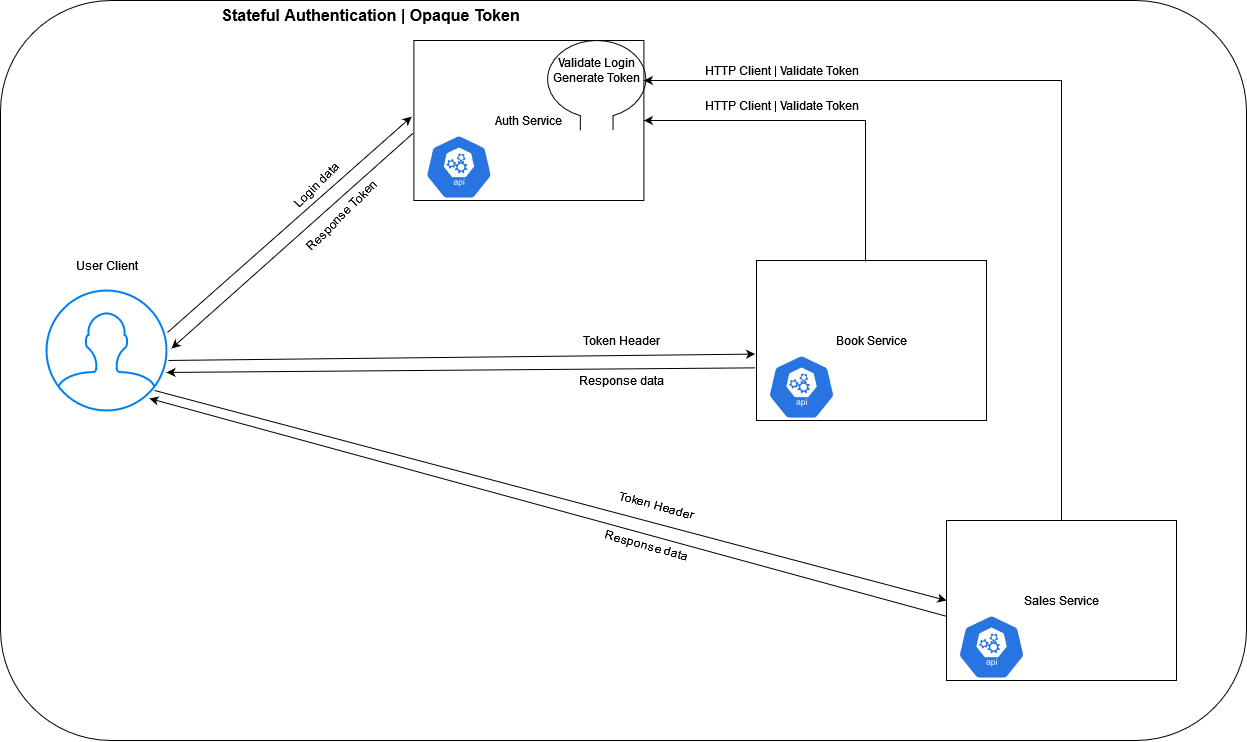 Stateful Authentication | Opaque Token
Validate Login
Generate Token
HTTP Client | Validate Token
HTTP Client | Validate Token
Auth Service
api
Login data
Response Token
User Client
Token Header
Book Service
Response data
api
Token Header
Response data
Sales Service
api